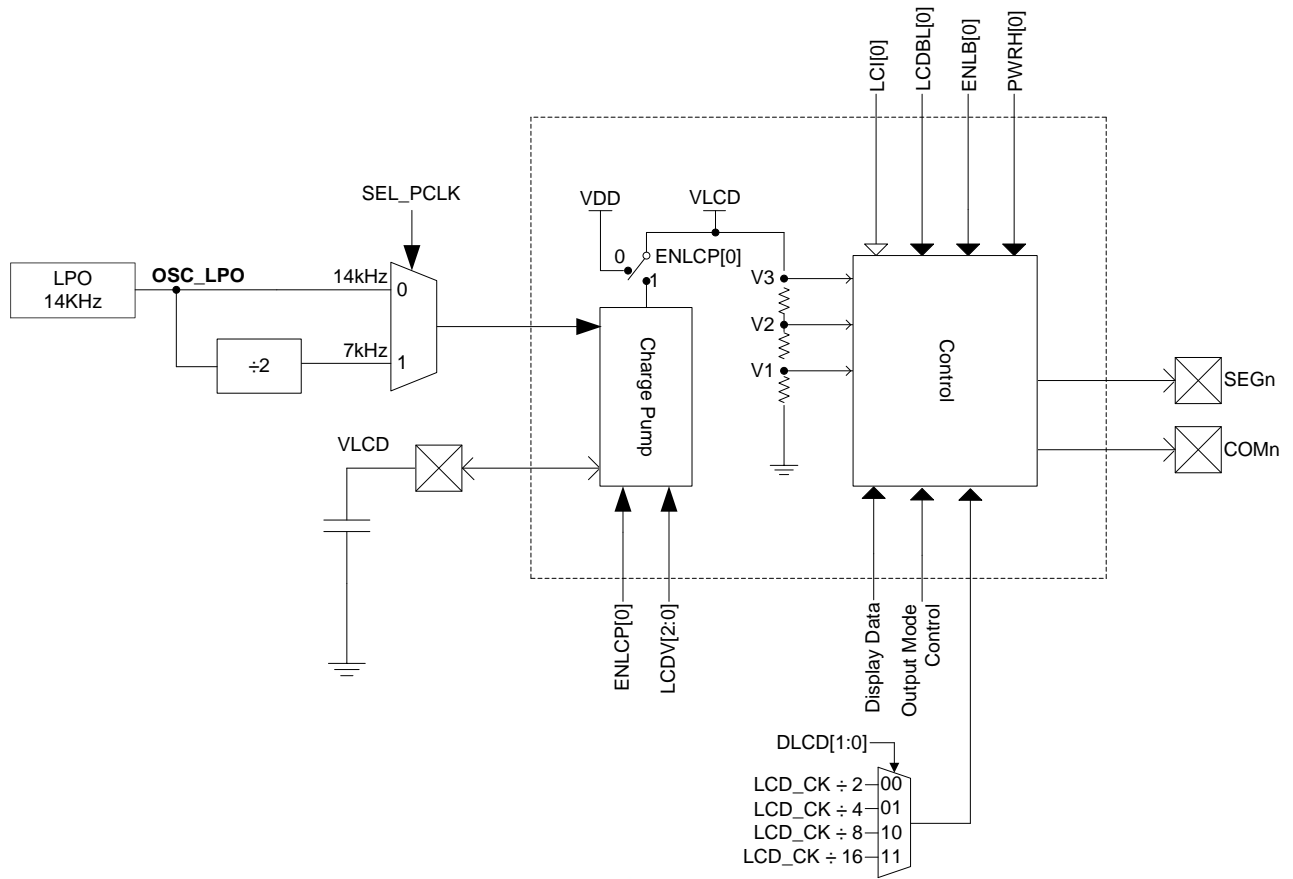 LCI[0]
LCDBL[0]
ENLB[0]
PWRH[0]
SEL_PCLK
VDD
VLCD
0
ENLCP[0]
1
LPO
14KHz
OSC_LPO
14kHz
0
7kHz
1
÷2
Charge Pump
V3
V2
V1
Control
SEGn
COMn
VLCD
ENLCP[0]
LCDV[2:0]
Display Data
Output Mode
Control
DLCD[1:0]
LCD_CK ÷ 2
00
LCD_CK ÷ 4
01
LCD_CK ÷ 8
10
LCD_CK ÷ 16
11